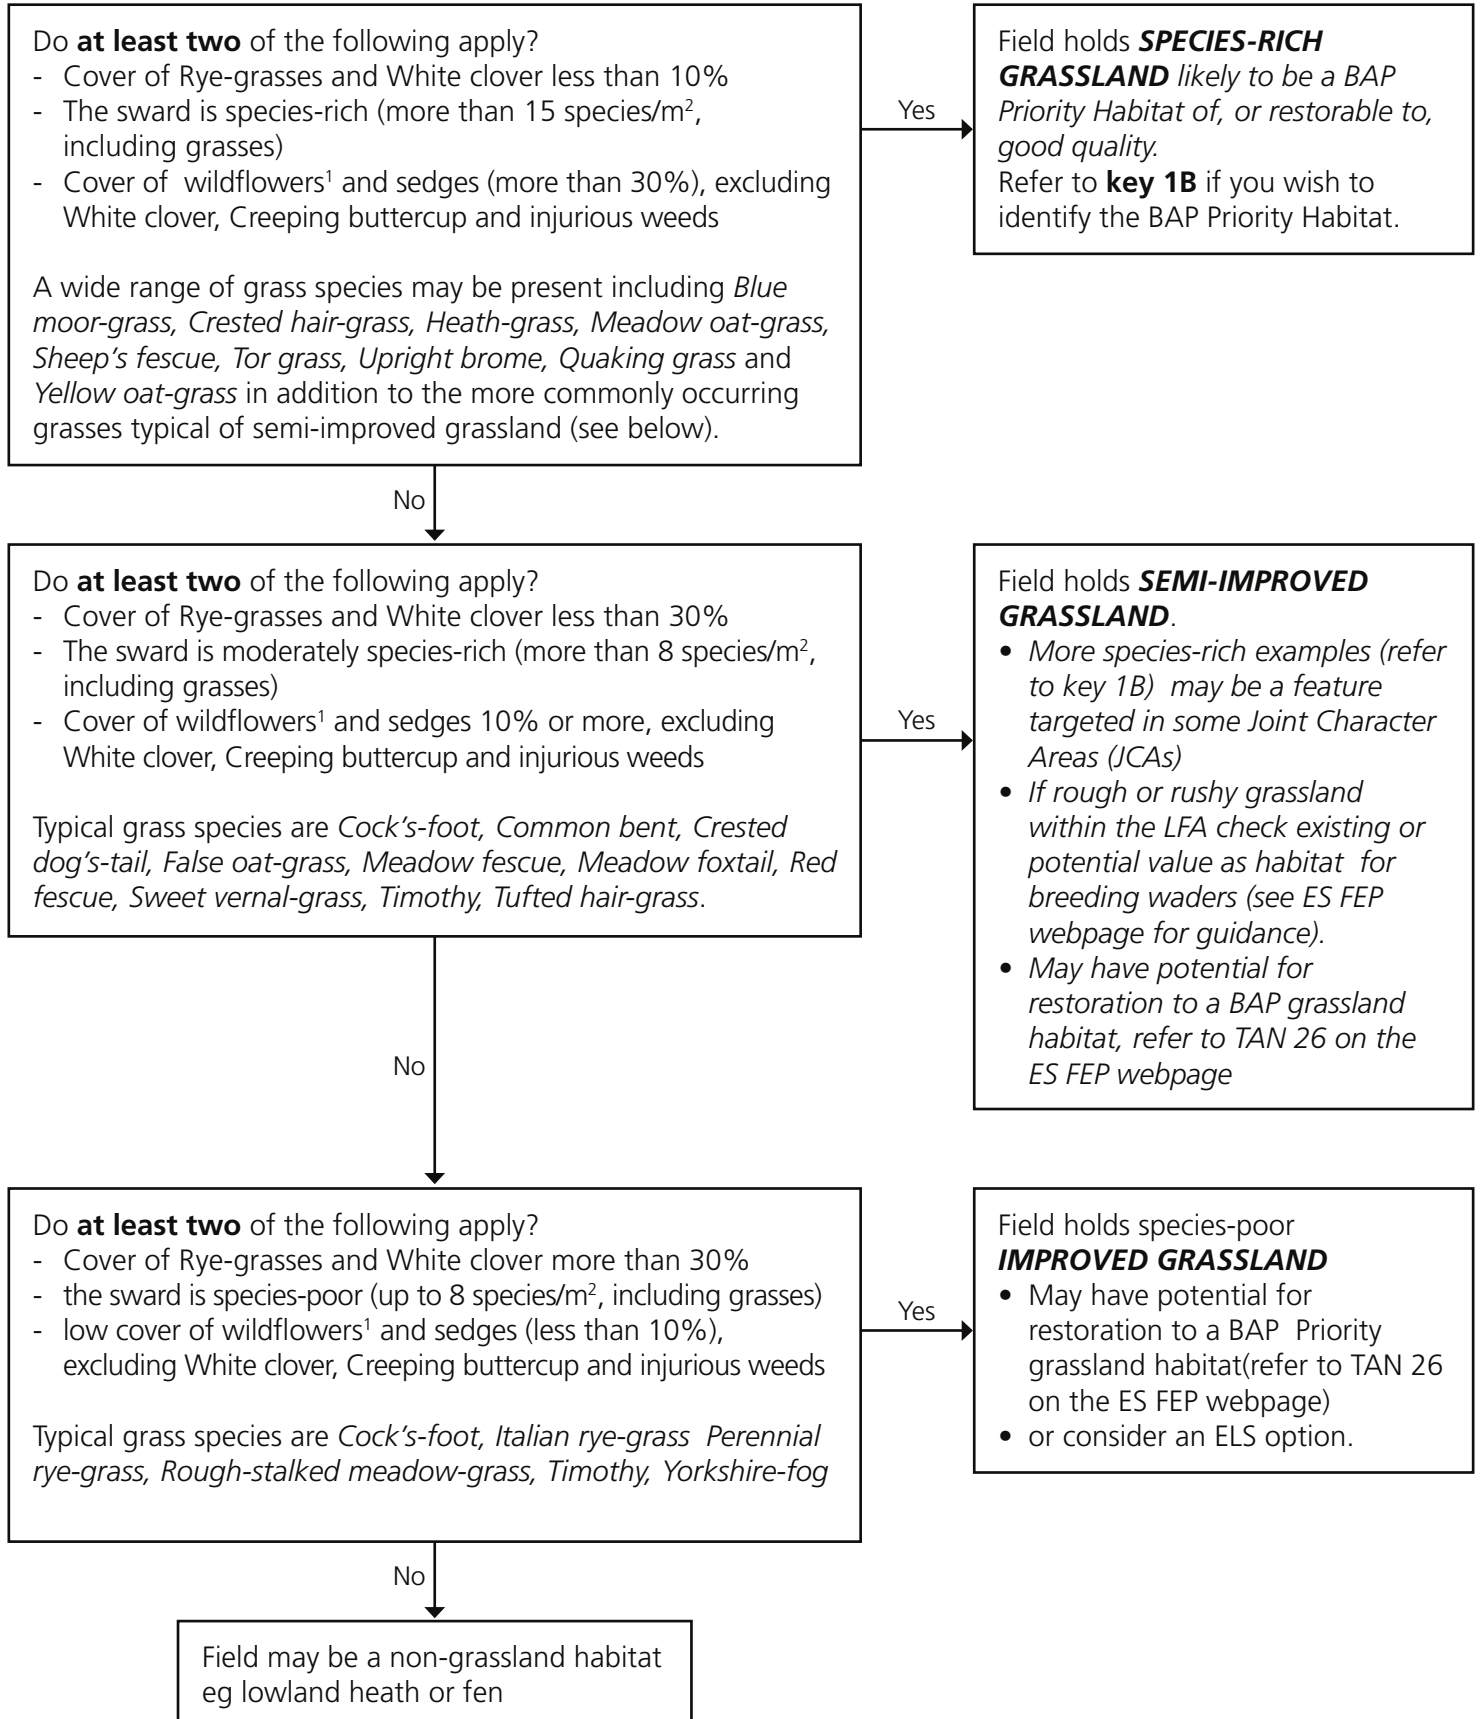 Do at least two of the following apply?
- Cover of Rye-grasses and White clover less than 10%
- The sward is species-rich (more than 15 species/m²,
including grasses)
- Cover of wildflowers¹ and sedges (more than 30%), excluding
White clover, Creeping buttercup and injurious weeds
A wide range of grass species may be present including Blue
moor-grass, Crested hair-grass, Heath-grass, Meadow oat-grass,
Sheep's fescue, Tor grass, Upright brome, Quaking grass and
Yellow oat-grass in addition to the more commonly occurring
grasses typical of semi-improved grassland (see below).
Yes
Field holds SPECIES-RICH
GRASSLAND likely to be a BAP
Priority Habitat of, or restorable to,
good quality.
Refer to key 1B if you wish to
identify the BAP Priority Habitat.
No
Do at least two of the following apply?
- Cover of Rye-grasses and White clover less than 30%
- The sward is moderately species-rich (more than 8 species/m²,
including grasses)
- Cover of wildflowers¹ and sedges 10% or more, excluding
White clover, Creeping buttercup and injurious weeds
Typical grass species are Cock's-foot, Common bent, Crested
dog's-tail, False oat-grass, Meadow fescue, Meadow foxtail, Red
fescue, Sweet vernal-grass, Timothy, Tufted hair-grass.
Yes
Field holds SEMI-IMPROVED
GRASSLAND.
• More species-rich examples (refer
to key 1B) may be a feature
targeted in some Joint Character
Areas (JCAs)
• If rough or rushy grassland
within the LFA check existing or
potential value as habitat for
breeding waders (see ES FEP
webpage for guidance).
• May have potential for
restoration to a BAP grassland
habitat, refer to TAN 26 on the
ES FEP webpage
No
Do at least two of the following apply?
- Cover of Rye-grasses and White clover more than 30%
- the sward is species-poor (up to 8 species/m², including grasses)
- low cover of wildflowers¹ and sedges (less than 10%),
excluding White clover, Creeping buttercup and injurious weeds
Typical grass species are Cock's-foot, Italian rye-grass Perennial
rye-grass, Rough-stalked meadow-grass, Timothy, Yorkshire-fog
Yes
Field holds species-poor
IMPROVED GRASSLAND
• May have potential for
restoration to a BAP Priority
grassland habitat(refer to TAN 26
on the ES FEP webpage)
• or consider an ELS option.
No
Field may be a non-grassland habitat
eg lowland heath or fen